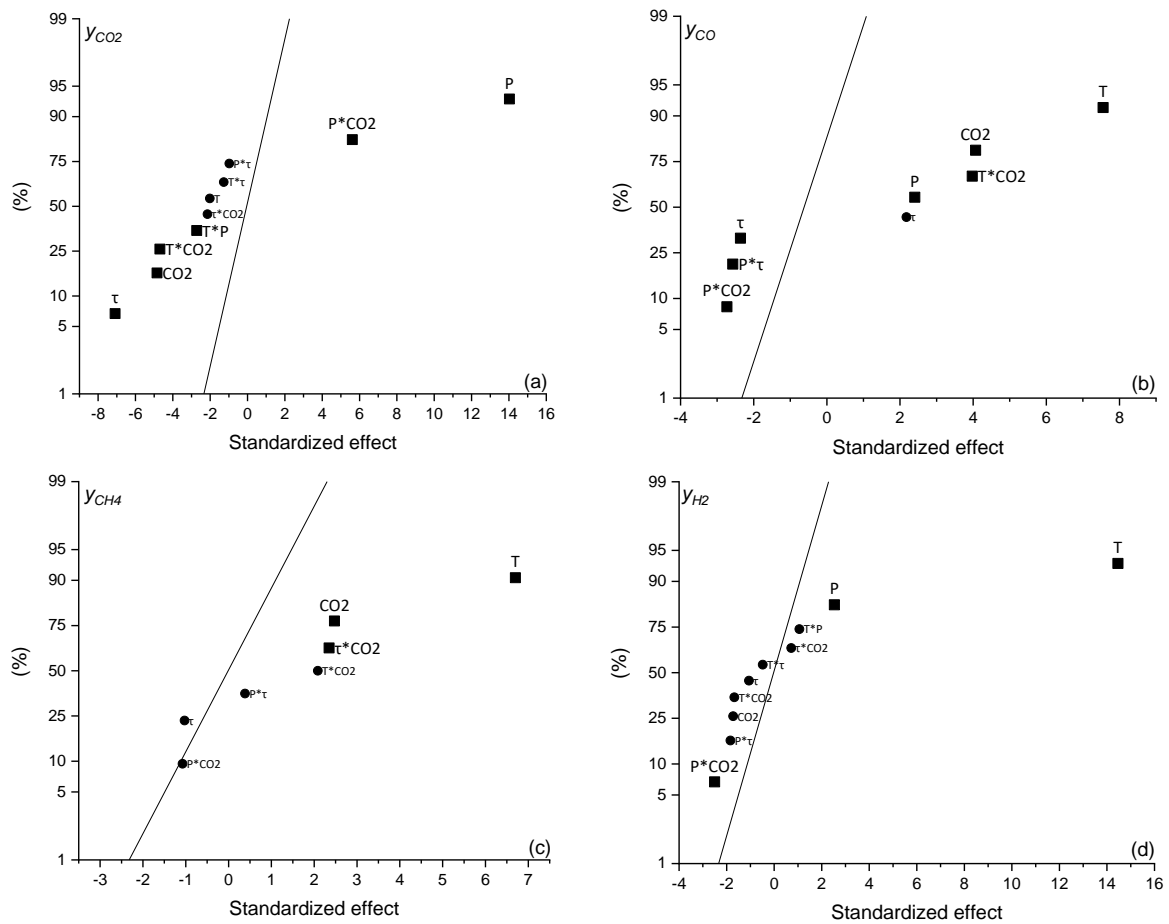 99
y_CO2
95
P
90
P*CO2
75
P*τ
T*τ
(%)
50
T
τ*CO2
T*P
25
T*CO2
CO2
10
τ
5
1
(a)
-8 -6 -4 -2 0 2 4 6 8 10 12 14 16
Standardized effect
99
y_CO
95
T
90
CO2
75
T*CO2
(%)
P
50
τ
τ
25
P*τ
P*CO2
10
5
1
(b)
-4 -2 0 2 4 6 8
Standardized effect
99
y_CH4
95
T
90
CO2
75
τ*CO2
(%)
50
T*CO2
P*τ
25
τ
10
P*CO2
5
1
(c)
-3 -2 -1 0 1 2 3 4 5 6 7
Standardized effect
99
y_H2
95
T
90
P
75
T*P
τ*CO2
(%)
50
T*τ
τ
T*CO2
25
CO2
P*τ
10
P*CO2
5
1
(d)
-4 -2 0 2 4 6 8 10 12 14 16
Standardized effect